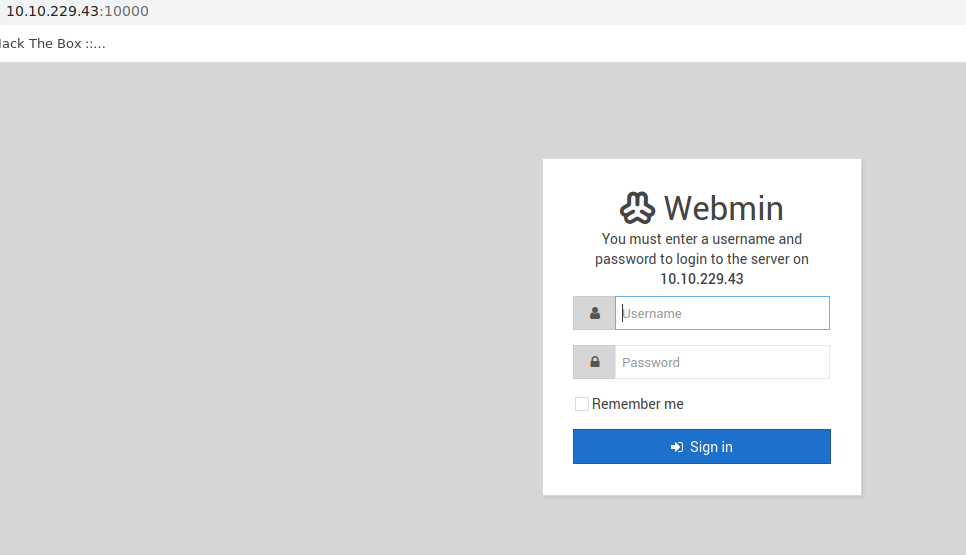 10.10.229.43:10000
ack The Box ::...
Webmin
You must enter a username and
password to login to the server on
10.10.229.43
Username
Password
Remember me
Sign in